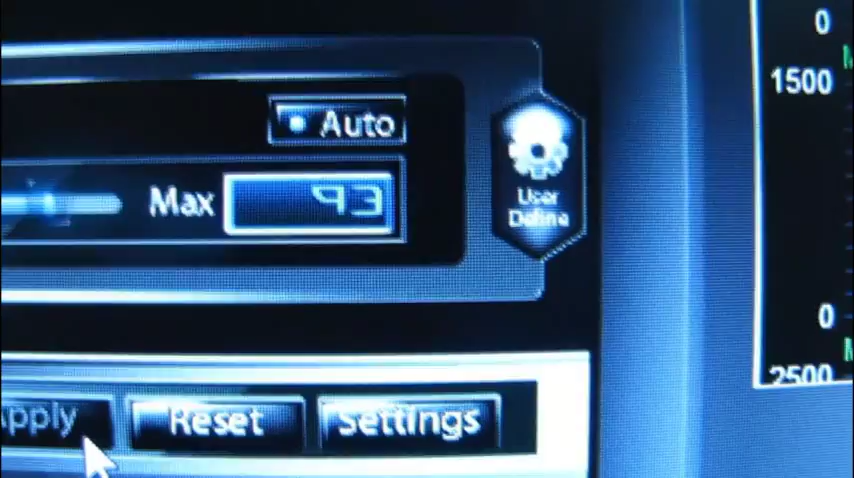 0
1500
Auto
Max 93
User
Define
0
2500
Apply Reset Settings